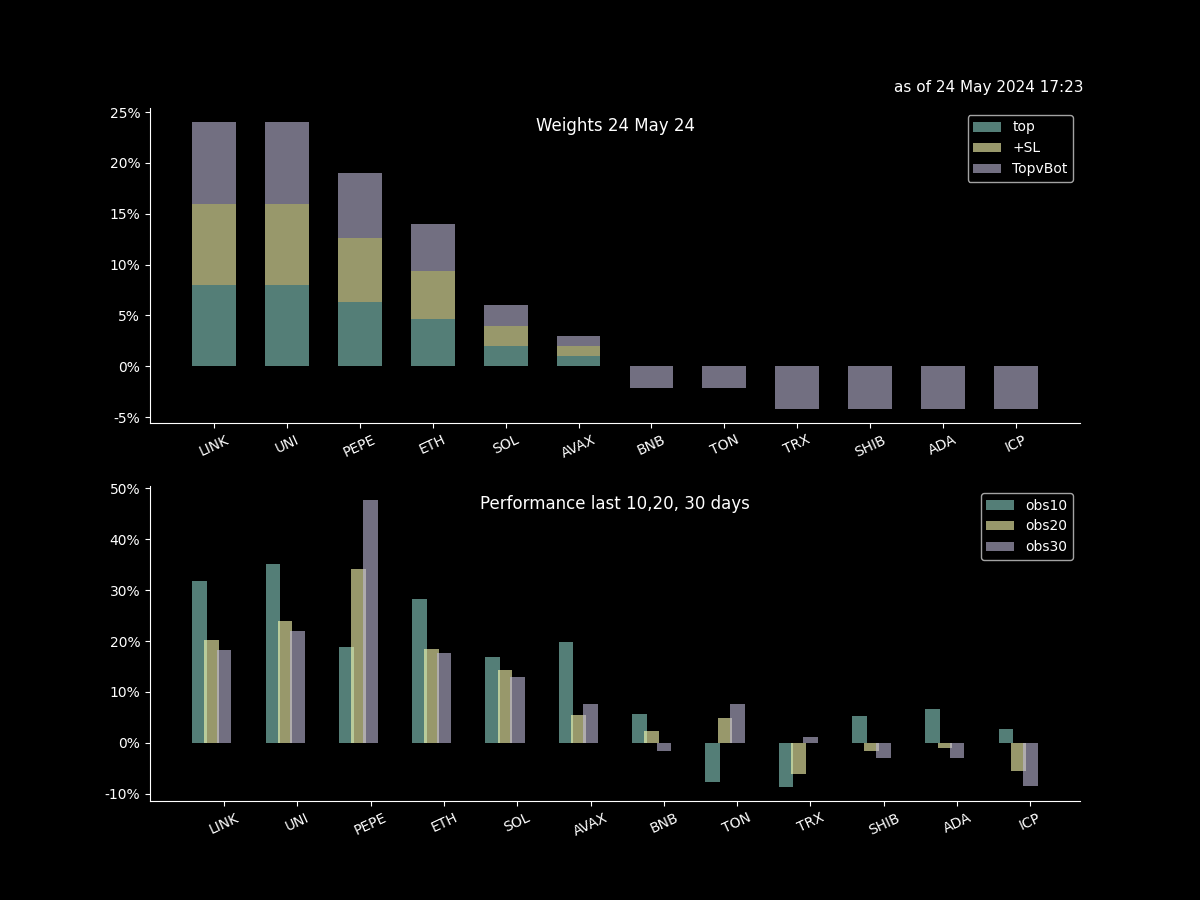 as of 24 May 2024 17:23
Weights 24 May 24
top
+SL
TopvBot
25%
20%
15%
10%
5%
0%
-5%
LINK UNI PEPE ETH SOL AVAX BNB TON TRX SHIB ADA ICP
Performance last 10,20, 30 days
obs10
obs20
obs30
50%
40%
30%
20%
10%
0%
-10%
LINK UNI PEPE ETH SOL AVAX BNB TON TRX SHIB ADA ICP